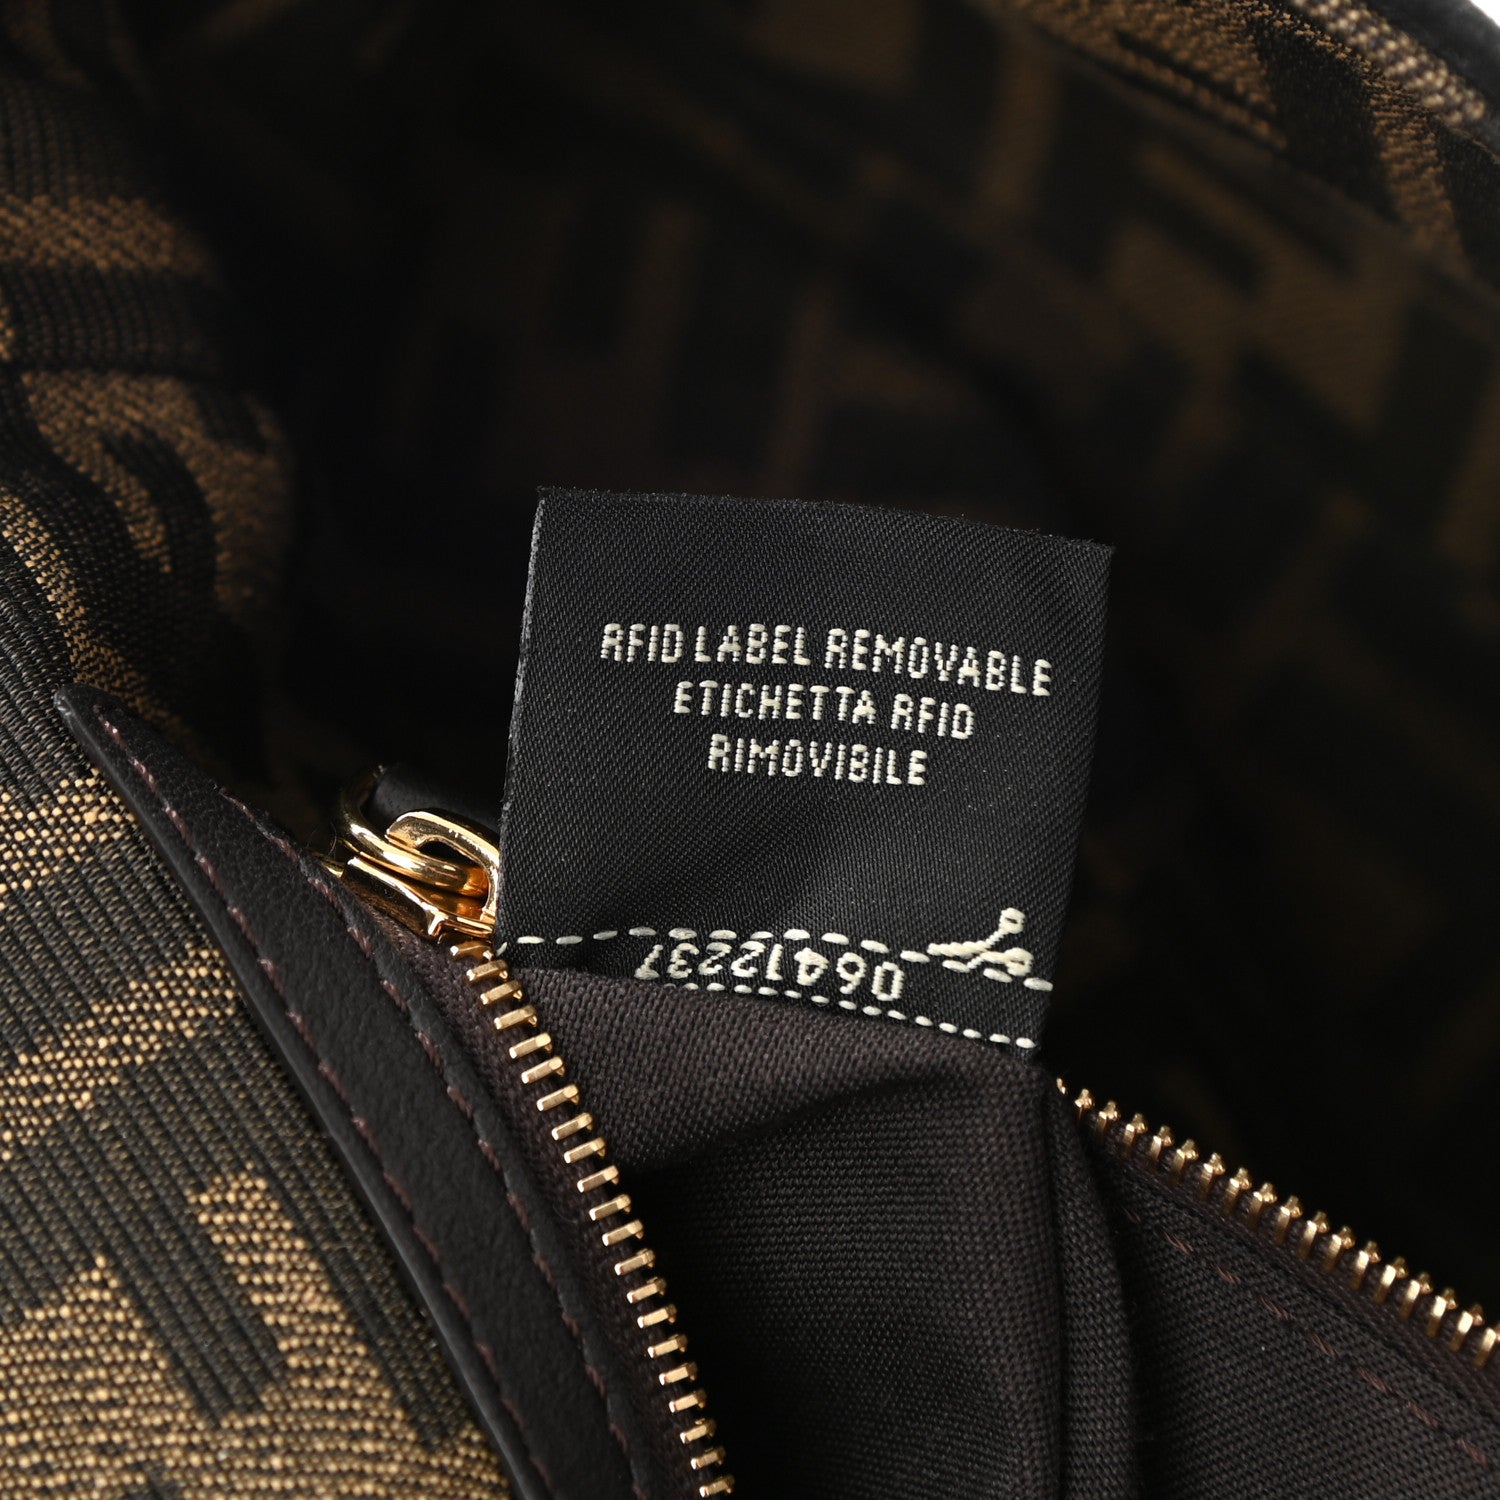 RFID LABEL REMOVABLE
ETICHETTA RFID
RIMOVIBILE
06412237